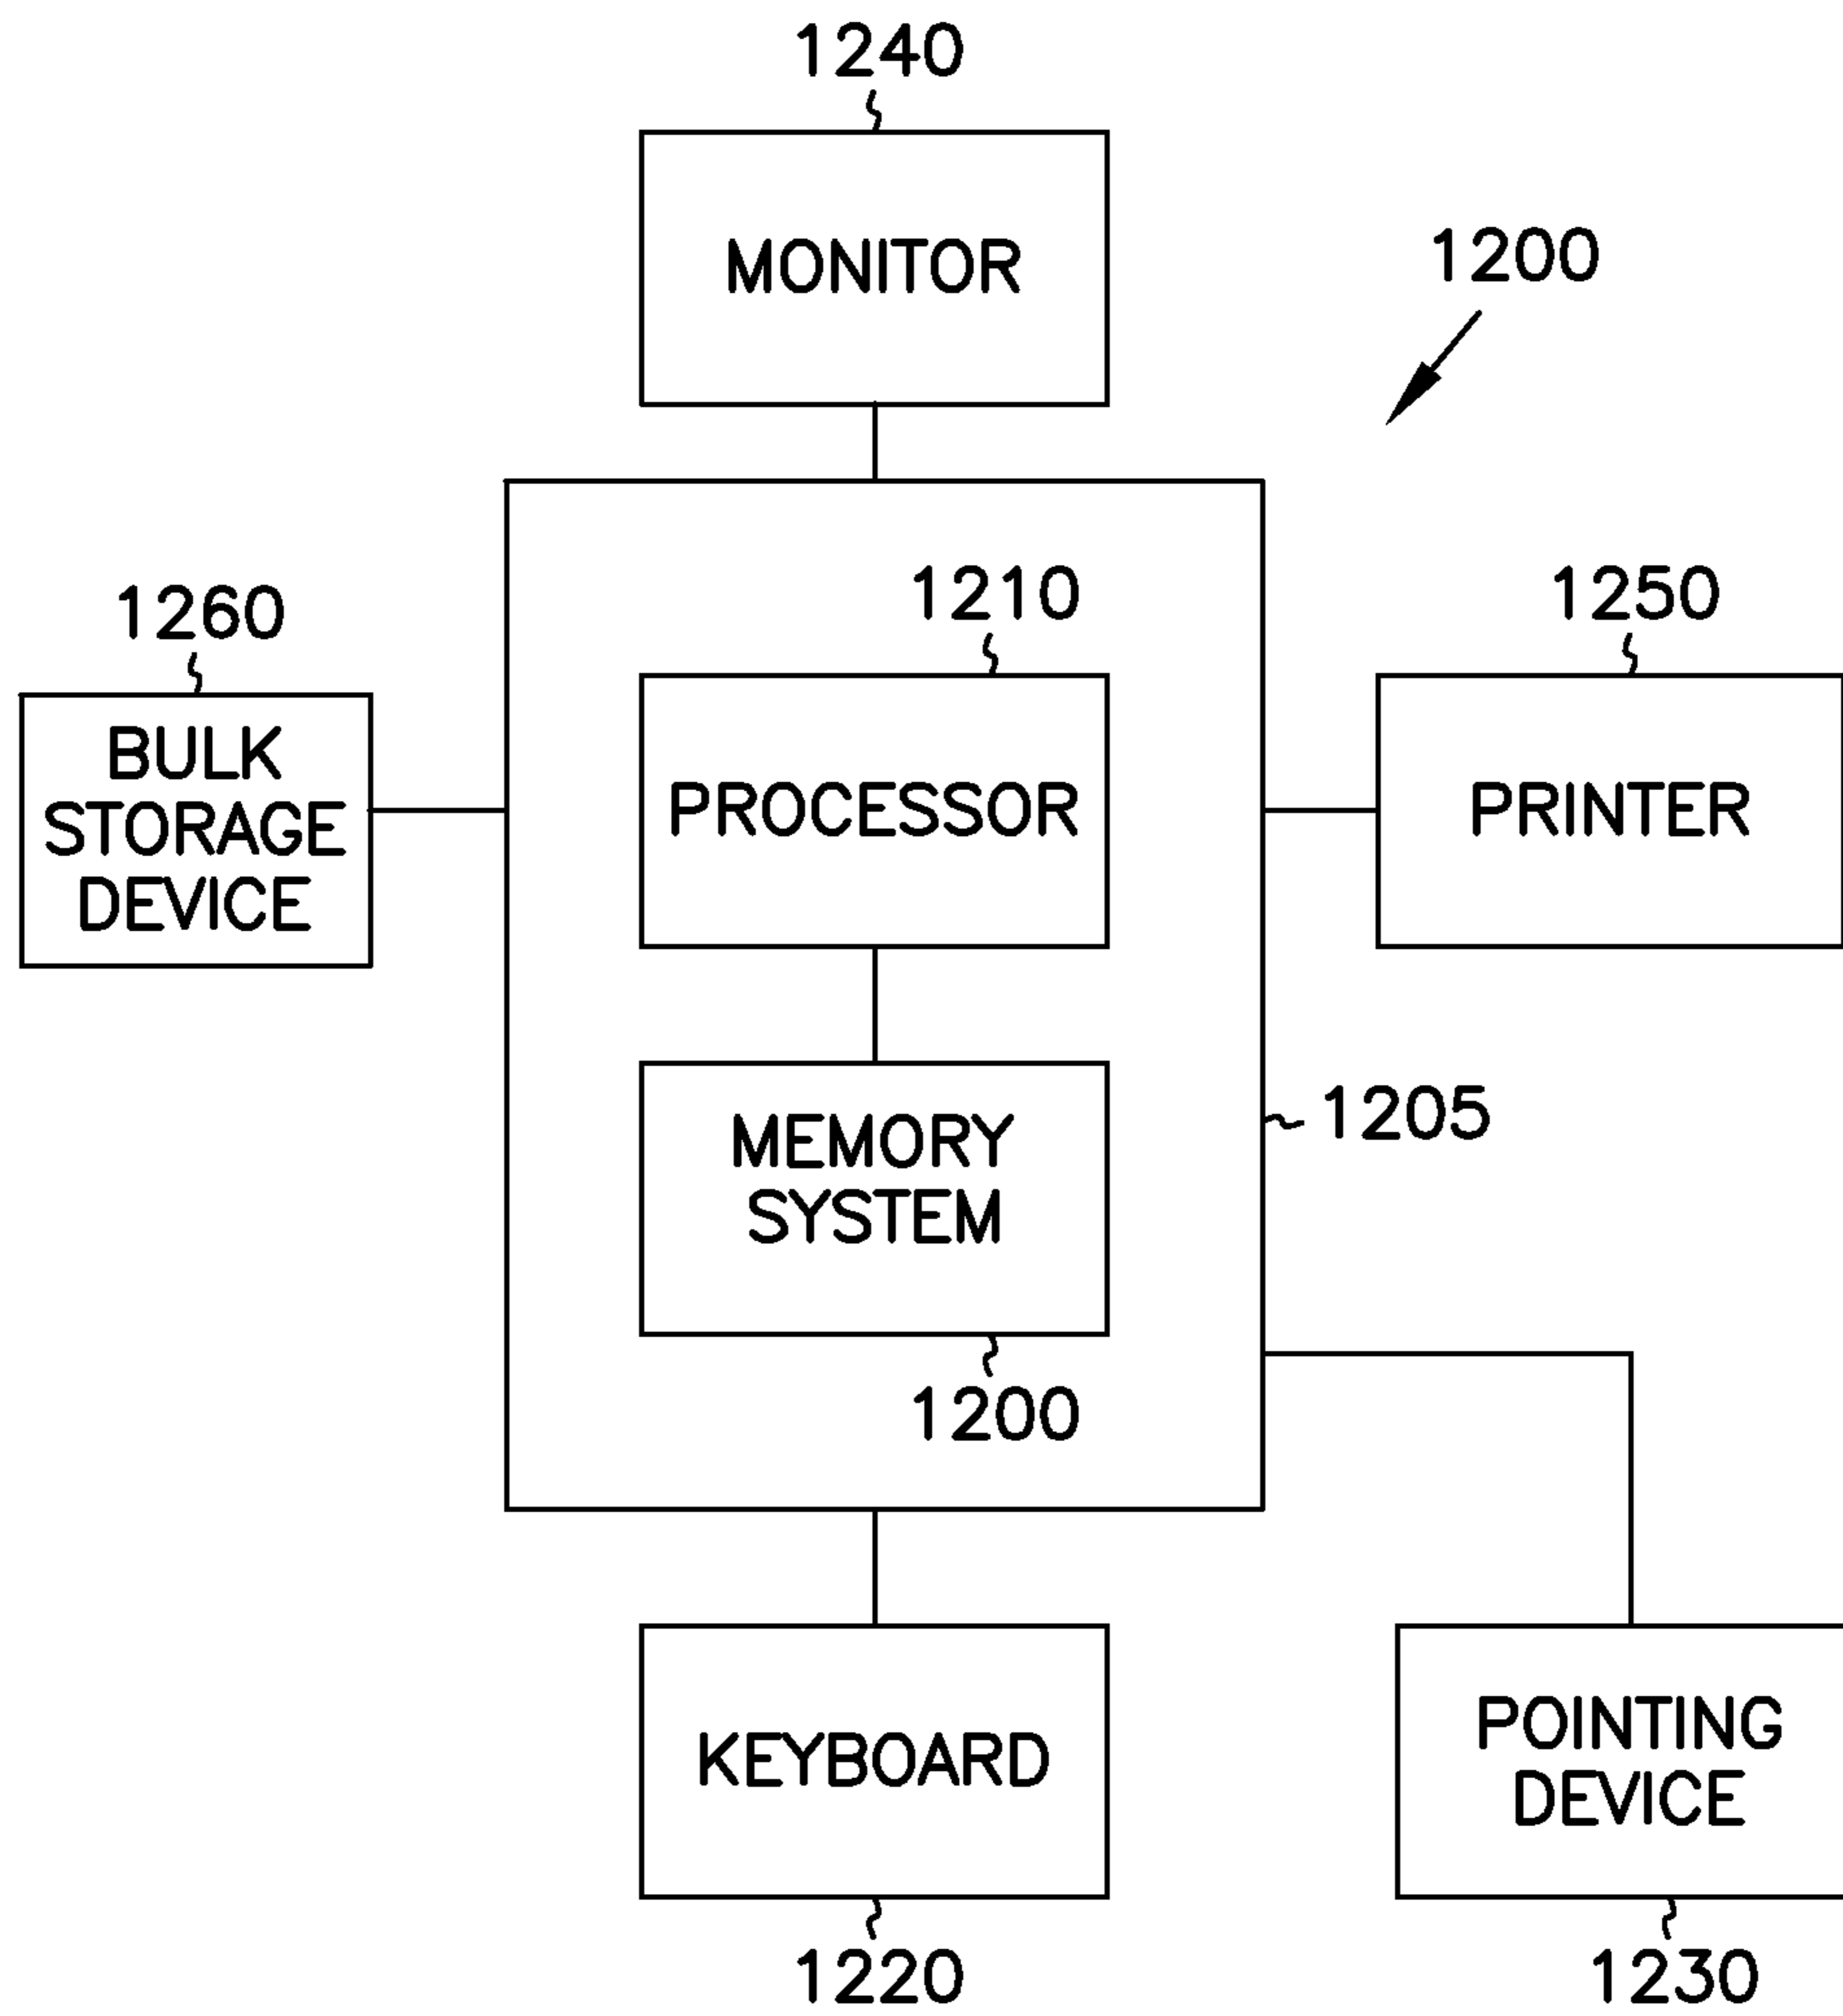 1240
MONITOR
1200
1210
1260
1250
BULK
STORAGE
DEVICE
PROCESSOR
PRINTER
MEMORY
SYSTEM
1205
1200
KEYBOARD
POINTING
DEVICE
1220
1230